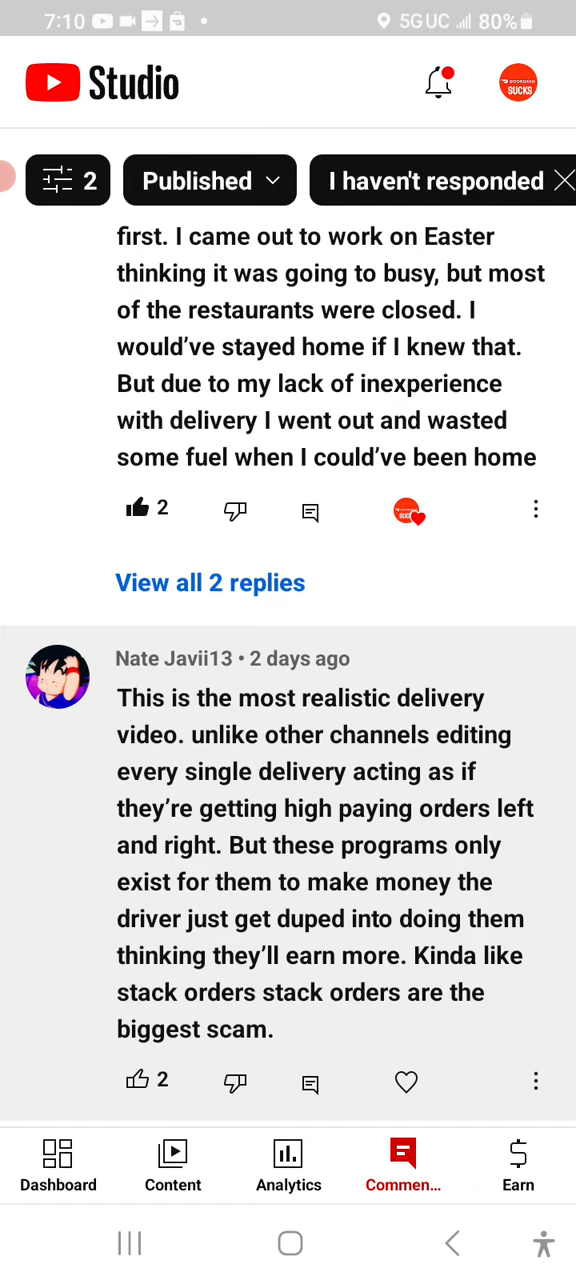 7:10
5G UC 80%
Studio
DOORDASH
SUCKS
2 Published I haven't responded
first. I came out to work on Easter
thinking it was going to busy, but most
of the restaurants were closed. I
would've stayed home if I knew that.
But due to my lack of inexperience
with delivery I went out and wasted
some fuel when I could've been home
2
View all 2 replies
Nate Javii13 • 2 days ago
This is the most realistic delivery
video. unlike other channels editing
every single delivery acting as if
they're getting high paying orders left
and right. But these programs only
exist for them to make money the
driver just get duped into doing them
thinking they'll earn more. Kinda like
stack orders stack orders are the
biggest scam.
2
Dashboard Content Analytics Commen... Earn